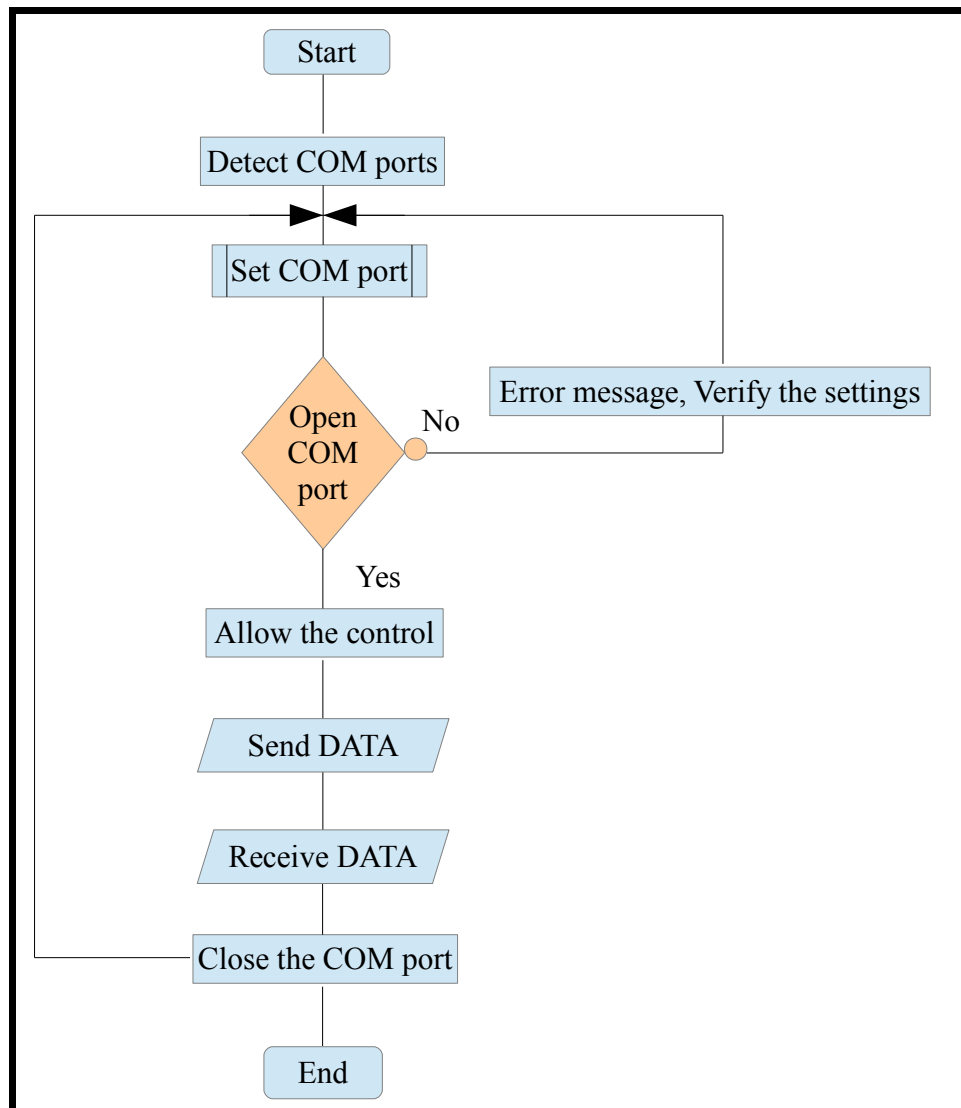 Start
Detect COM ports
Set COM port
Error message, Verify the settings
Open
COM
port
No
Yes
Allow the control
Send DATA
Receive DATA
Close the COM port
End